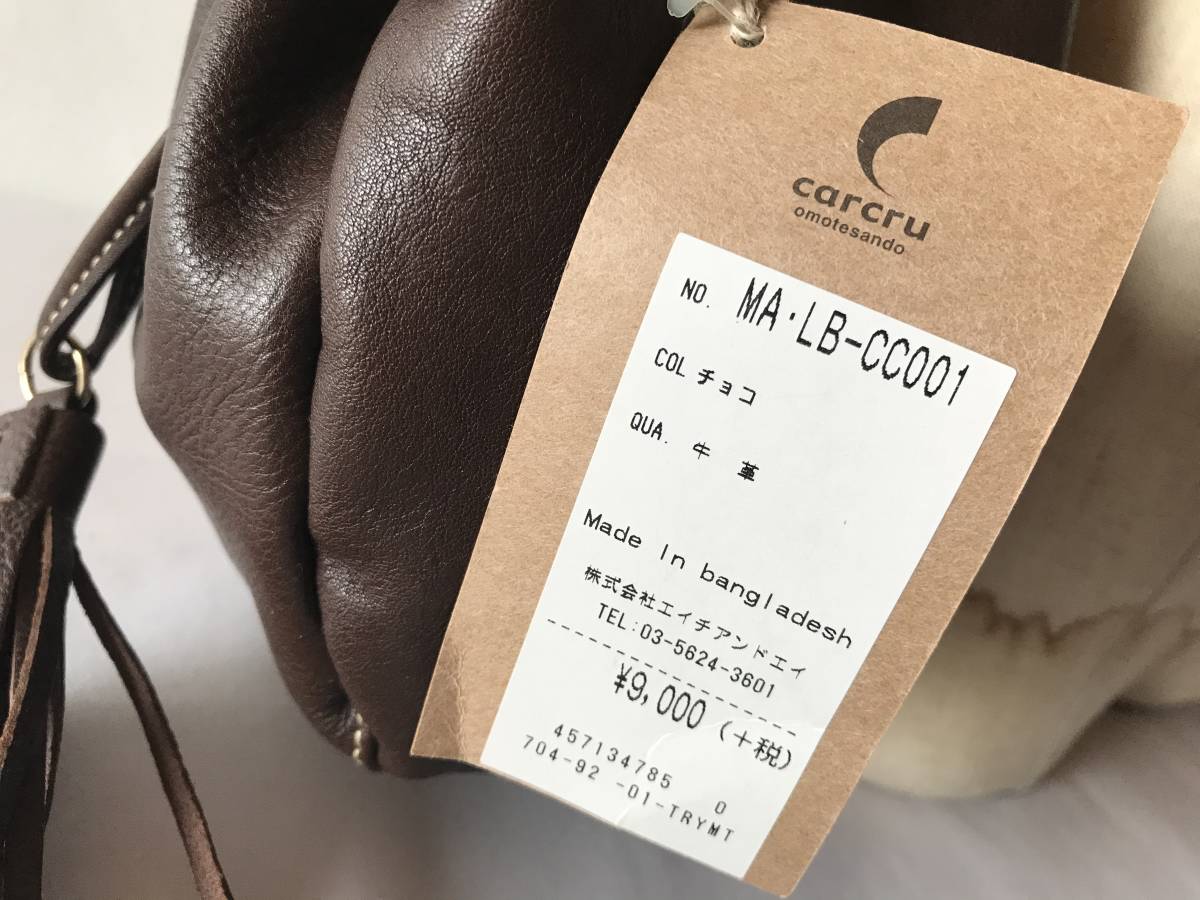 carcru
omotesando
NO. MA・LB-CC001
COL チョコ
QUA. 牛 革
Made In bangladesh
株式会社エイチアンドエイ
TEL:03-5624-3601
¥9,000 (+税)
457134785 0
704-92 -01-TRYMT